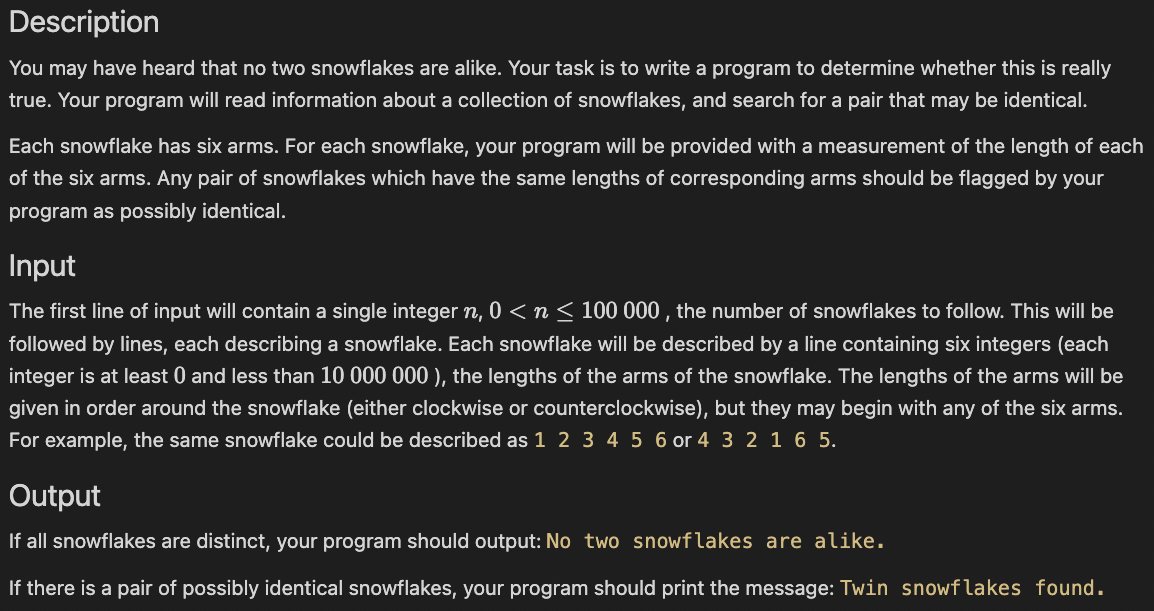 Description
You may have heard that no two snowflakes are alike. Your task is to write a program to determine whether this is really
true. Your program will read information about a collection of snowflakes, and search for a pair that may be identical.
Each snowflake has six arms. For each snowflake, your program will be provided with a measurement of the length of each
of the six arms. Any pair of snowflakes which have the same lengths of corresponding arms should be flagged by your
program as possibly identical.
Input
The first line of input will contain a single integer n, 0 < n ≤ 100 000 , the number of snowflakes to follow. This will be
followed by lines, each describing a snowflake. Each snowflake will be described by a line containing six integers (each
integer is at least 0 and less than 10 000 000 ), the lengths of the arms of the snowflake. The lengths of the arms will be
given in order around the snowflake (either clockwise or counterclockwise), but they may begin with any of the six arms.
For example, the same snowflake could be described as 1 2 3 4 5 6 or 4 3 2 1 6 5.
Output
If all snowflakes are distinct, your program should output: No two snowflakes are alike.
If there is a pair of possibly identical snowflakes, your program should print the message: Twin snowflakes found.